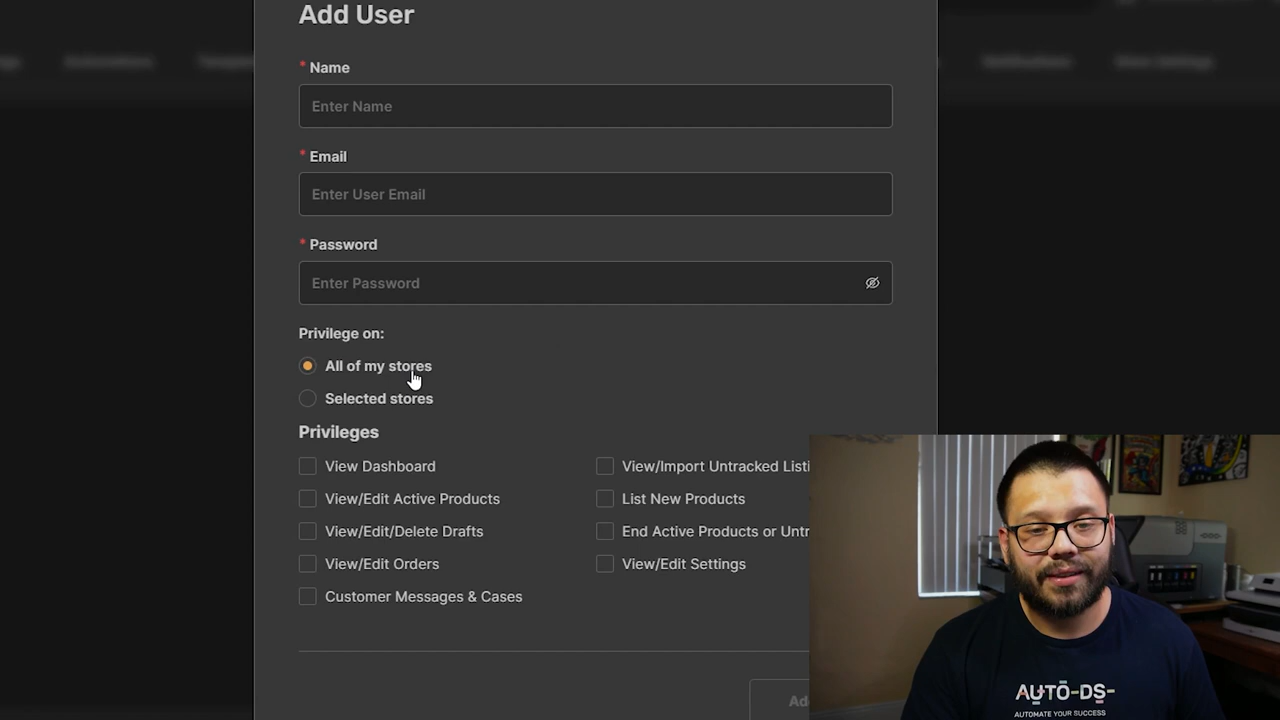 Add User
* Name
Enter Name
* Email
Enter User Email
* Password
Enter Password
Privilege on:
All of my stores
Selected stores
Privileges
View Dashboard
View/Import Untracked Listi
View/Edit Active Products
List New Products
View/Edit/Delete Drafts
End Active Products or Untr
View/Edit Orders
View/Edit Settings
Customer Messages & Cases
Ad
AUTO-DS-
AUTOMATE YOUR SUCCESS